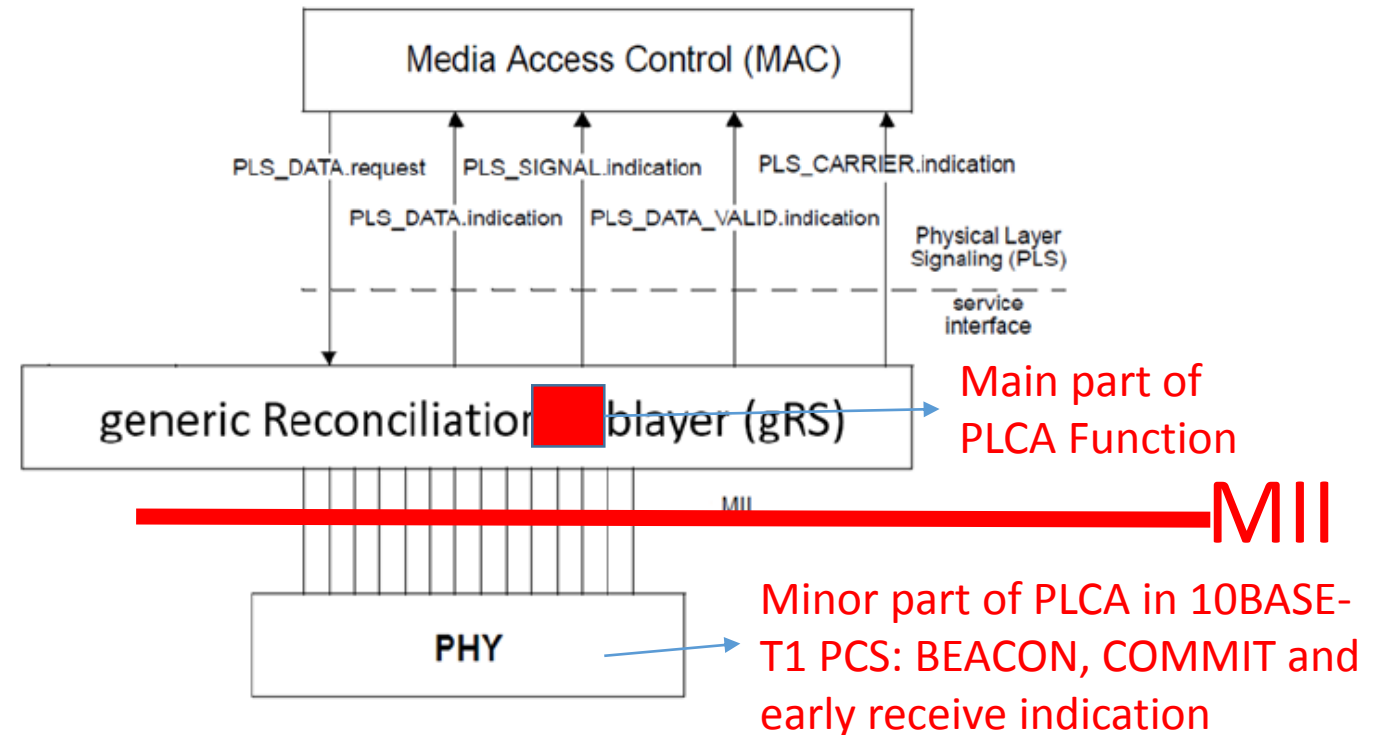 Media Access Control (MAC)
PLS_DATA.request
PLS_SIGNAL.indication
PLS_CARRIER.indication
PLS_DATA.indication
PLS_DATA_VALID.indication
Physical Layer
Signaling (PLS)
service
interface
generic Reconciliation blayer (gRS)
Main part of
PLCA Function
MII
MII
PHY
Minor part of PLCA in 10BASE-
T1 PCS: BEACON, COMMIT and
early receive indication